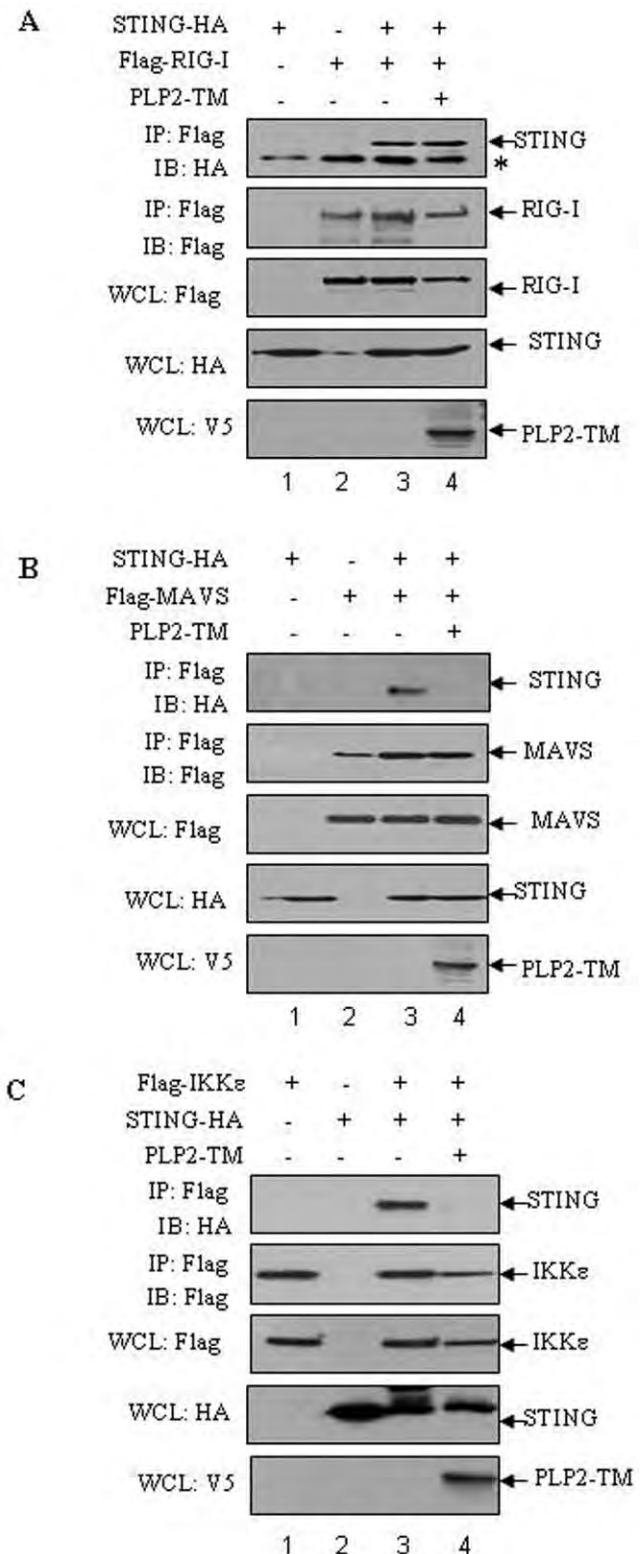 A
STING-HA + - + +
Flag-RIG-I - + + +
PLP2-TM - - - +
IP: Flag
IB: HA
STING
*
IP: Flag
IB: Flag
RIG-I
WCL: Flag
RIG-I
WCL: HA
STING
WCL: V5
PLP2-TM
1 2 3 4
B
STING-HA + - + +
Flag-MAVS - + + +
PLP2-TM - - - +
IP: Flag
IB: HA
STING
IP: Flag
IB: Flag
MAVS
WCL: Flag
MAVS
WCL: HA
STING
WCL: V5
PLP2-TM
1 2 3 4
C
Flag-IKKε + - + +
STING-HA - + + +
PLP2-TM - - - +
IP: Flag
IB: HA
STING
IP: Flag
IB: Flag
IKKε
WCL: Flag
IKKε
WCL: HA
STING
WCL: V5
PLP2-TM
1 2 3 4